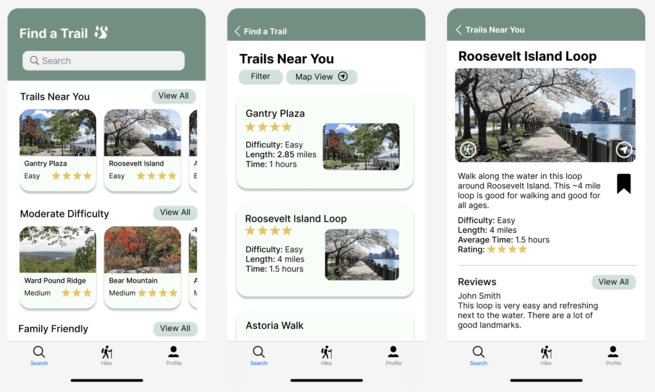 Find a Trail
Search
Trails Near You
View All
Gantry Plaza
Easy
Roosevelt Island
Easy
A
E
Moderate Difficulty
View All
Ward Pound Ridge
Medium
Bear Mountain
Medium
A
Family Friendly
View All
Search
Hike
Profile
Find a Trail
Trails Near You
Filter
Map View
Gantry Plaza
Difficulty: Easy
Length: 2.85 miles
Time: 1 hours
Roosevelt Island Loop
Difficulty: Easy
Length: 4 miles
Time: 1.5 hours
Astoria Walk
Search
Hike
Profile
Trails Near You
Roosevelt Island Loop
Walk along the water in this loop
around Roosevelt Island. This ~4 mile
loop is good for walking and good for
all ages.
Difficulty: Easy
Length: 4 miles
Average Time: 1.5 hours
Rating:
Reviews
View All
John Smith
This loop is very easy and refreshing
next to the water. There are a lot of
good landmarks.
Search
Hike
Profile